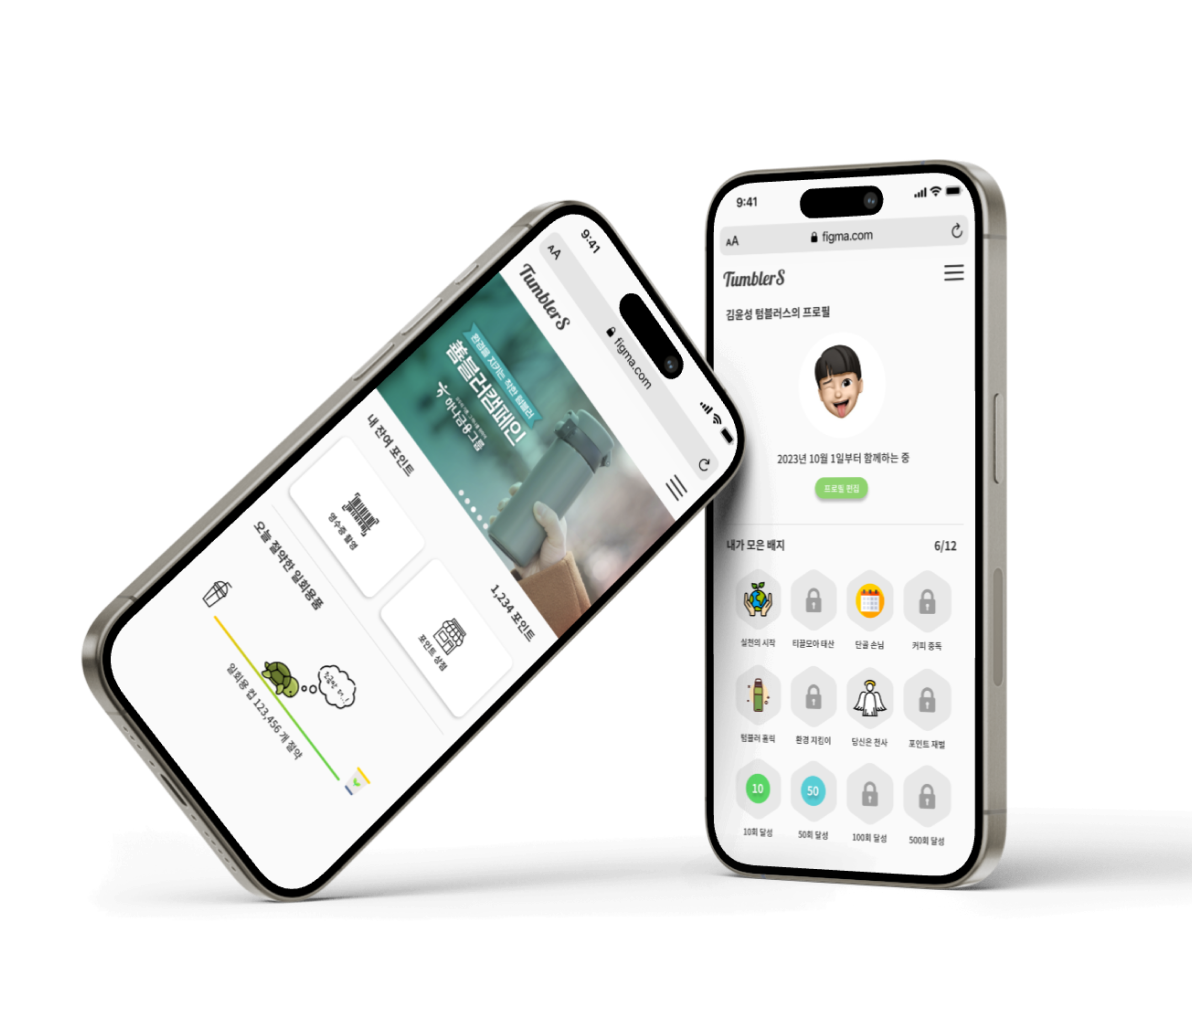 9:41
AA
figma.com
TumblerS
환경을 지키는 착한 텀블러
봄블러캠페인
하나금융그룹
내 잔여 포인트
1,234 포인트
영수증 촬영
포인트 상점
오늘 절약한 일회용품
일회용 컵 123,456 개 절약
9:41
AA
figma.com
TumblerS
김윤성 텀블러스의 프로필
2023년 10월 1일부터 함께하는 중
프로필 편집
내가 모은 배지
6/12
실천의 시작
티끌모아 태산
단골 손님
커피 중독
텀블러 홀릭
환경 지킴이
당신은 천사
포인트 재벌
10
50
10회 달성
50회 달성
100회 달성
500회 달성